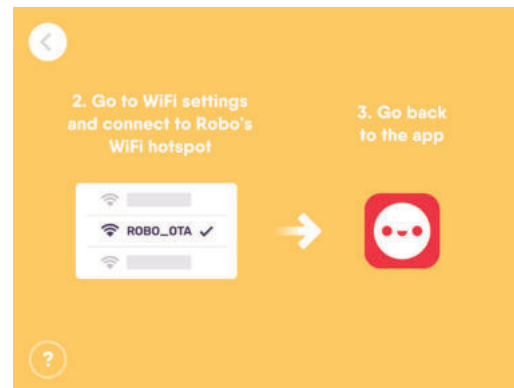 2. Go to WiFi settings
and connect to Robo's
WiFi hotspot
3. Go back
to the app
ROBO_OTA
?